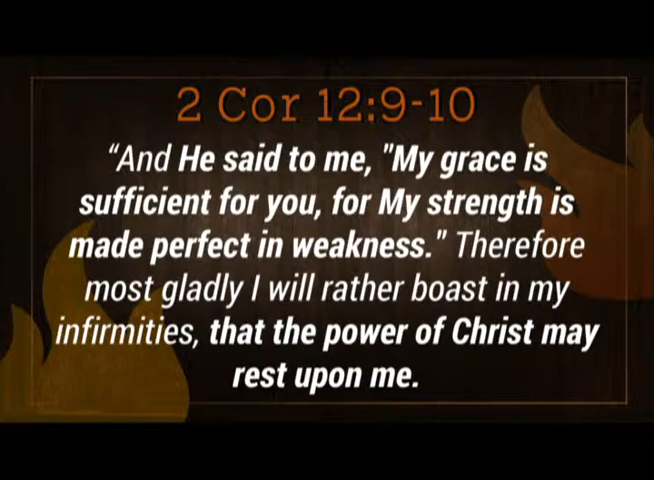 2 Cor 12:9-10
“And He said to me, "My grace is
sufficient for you, for My strength is
made perfect in weakness." Therefore
most gladly I will rather boast in my
infirmities, that the power of Christ may
rest upon me.